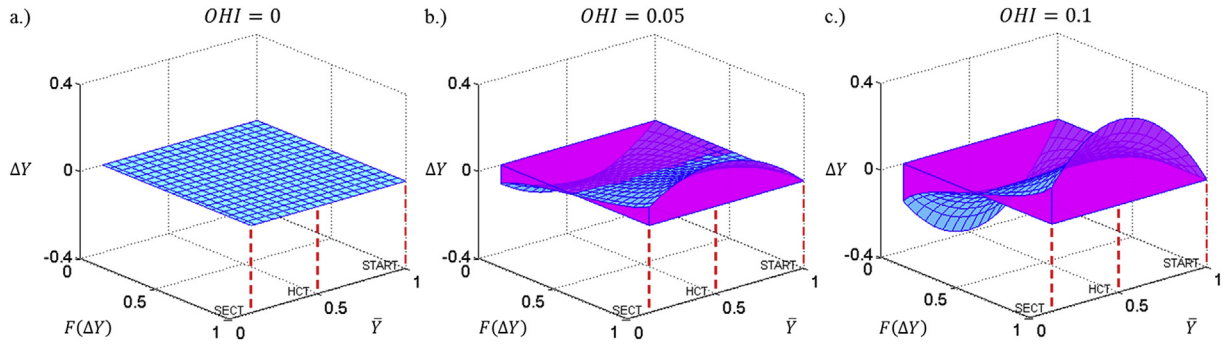 a.) OHI = 0
0.4
ΔY 0
-0.4
0
0.5
1
F(ΔY)
SECT
HCT
START
0
0.5
1
Ȳ
b.) OHI = 0.05
0.4
ΔY 0
-0.4
0
0.5
1
F(ΔY)
SECT
HCT
START
0
0.5
1
Ȳ
c.) OHI = 0.1
0.4
ΔY 0
-0.4
0
0.5
1
F(ΔY)
SECT
HCT
START
0
0.5
1
Ȳ